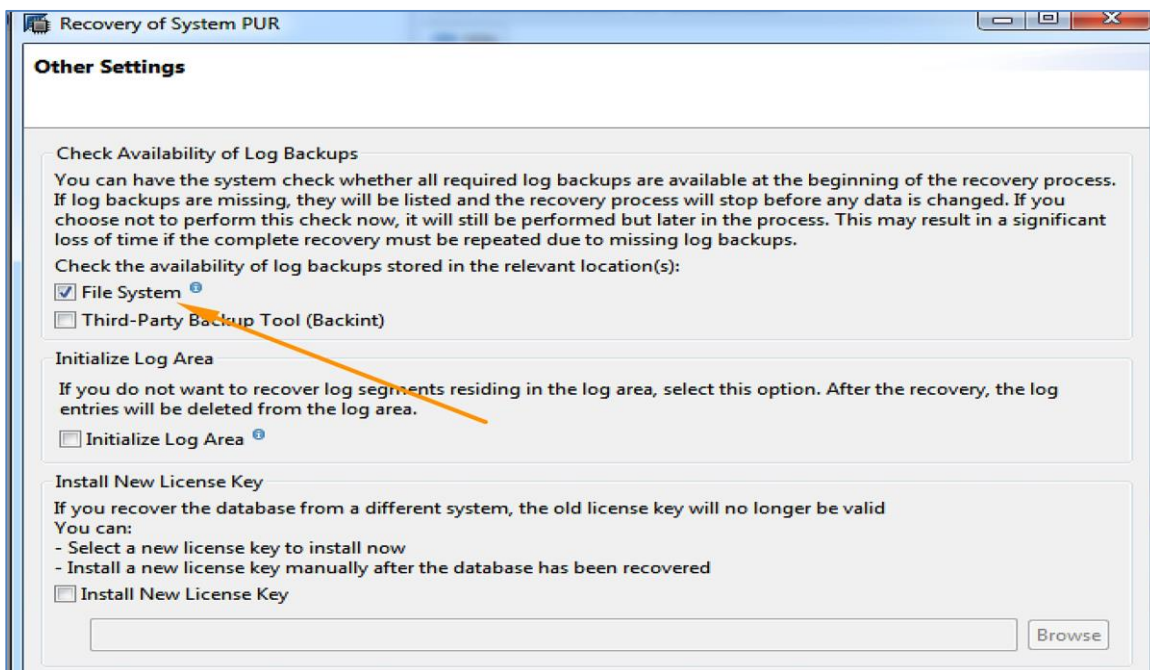 Recovery of System PUR
Other Settings
Check Availability of Log Backups
You can have the system check whether all required log backups are available at the beginning of the recovery process.
If log backups are missing, they will be listed and the recovery process will stop before any data is changed. If you
choose not to perform this check now, it will still be performed but later in the process. This may result in a significant
loss of time if the complete recovery must be repeated due to missing log backups.
Check the availability of log backups stored in the relevant location(s):
File System
Third-Party Backup Tool (Backint)
Initialize Log Area
If you do not want to recover log segments residing in the log area, select this option. After the recovery, the log
entries will be deleted from the log area.
Initialize Log Area
Install New License Key
If you recover the database from a different system, the old license key will no longer be valid
You can:
- Select a new license key to install now
- Install a new license key manually after the database has been recovered
Install New License Key
Browse